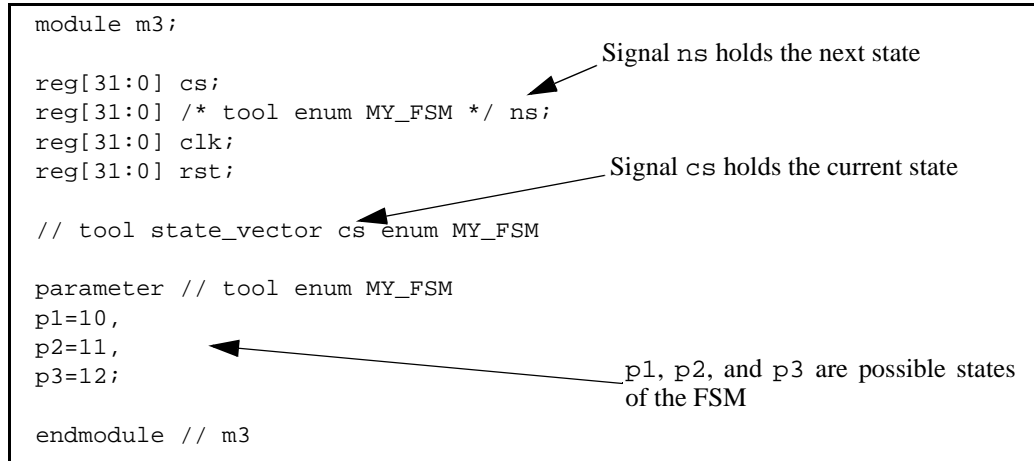 module m3;
Signal ns holds the next state
reg[31:0] cs;
reg[31:0] /* tool enum MY_FSM */ ns;
reg[31:0] clk;
reg[31:0] rst;
Signal cs holds the current state
// tool state_vector cs enum MY_FSM
parameter // tool enum MY_FSM
p1=10,
p2=11,
p3=12;
p1, p2, and p3 are possible states
of the FSM
endmodule // m3